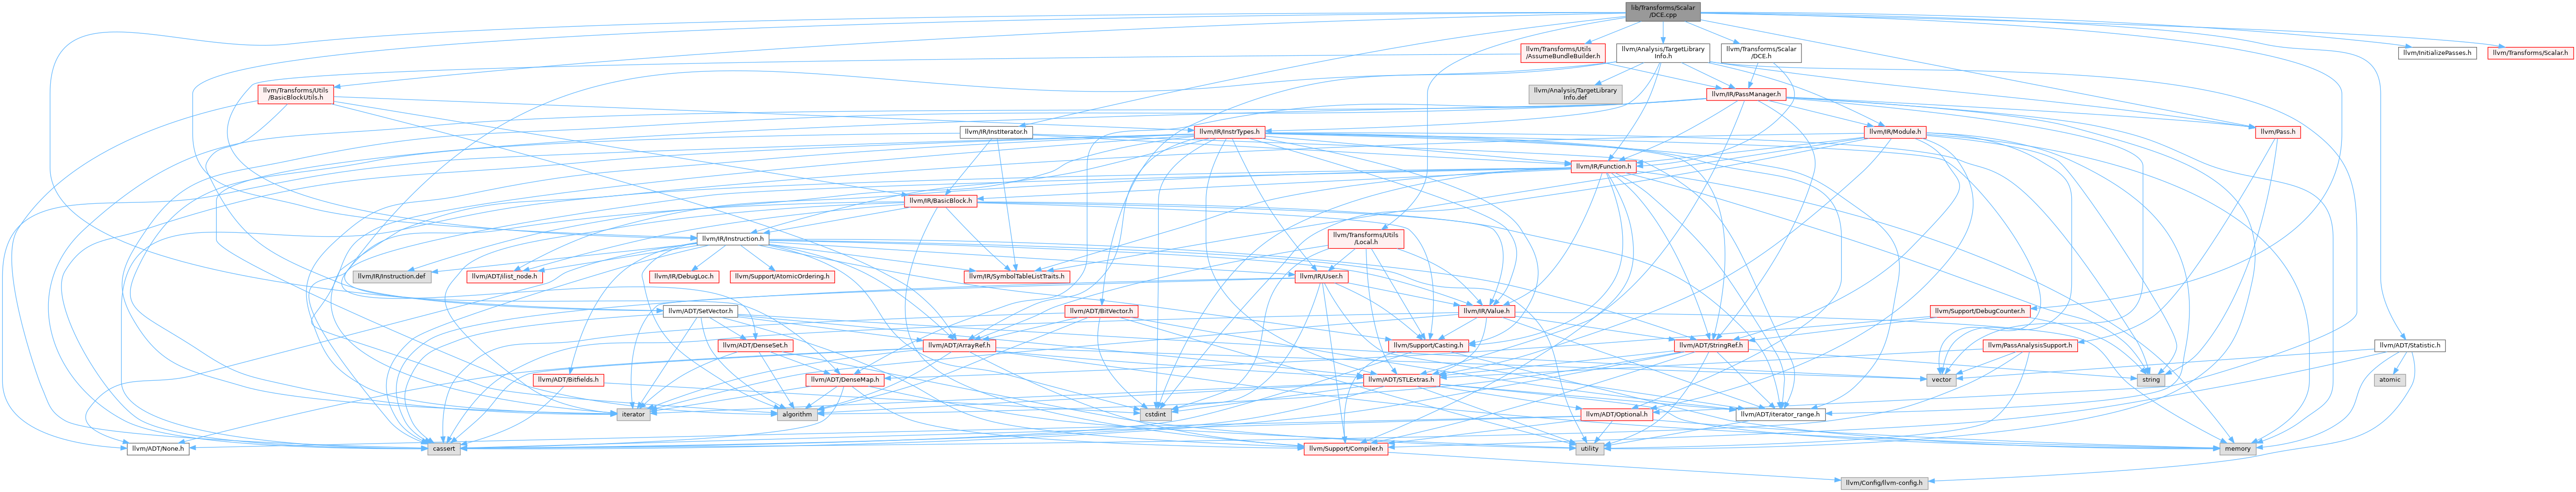 lib/Transforms/Scalar
/DCE.cpp
llvm/Transforms/Utils
/AssumeBundleBuilder.h
llvm/Analysis/TargetLibrary
Info.h
llvm/Transforms/Scalar
/DCE.h
llvm/InitializePasses.h
llvm/Transforms/Scalar.h
llvm/Transforms/Utils
/BasicBlockUtils.h
llvm/Analysis/TargetLibrary
Info.def
llvm/IR/PassManager.h
llvm/IR/InstIterator.h
llvm/IR/InstrTypes.h
llvm/IR/Module.h
llvm/Pass.h
llvm/IR/Function.h
llvm/IR/BasicBlock.h
llvm/IR/Instruction.h
llvm/Transforms/Utils
/Local.h
llvm/IR/Instruction.def
llvm/ADT/ilist_node.h
llvm/IR/DebugLoc.h
llvm/Support/AtomicOrdering.h
llvm/IR/SymbolTableListTraits.h
llvm/IR/User.h
llvm/ADT/SetVector.h
llvm/ADT/BitVector.h
llvm/IR/Value.h
llvm/Support/DebugCounter.h
llvm/ADT/DenseSet.h
llvm/ADT/ArrayRef.h
llvm/Support/Casting.h
llvm/ADT/StringRef.h
llvm/PassAnalysisSupport.h
llvm/ADT/Statistic.h
llvm/ADT/Bitfields.h
llvm/ADT/DenseMap.h
llvm/ADT/STLExtras.h
vector
string
atomic
iterator
algorithm
cstdint
llvm/ADT/Optional.h
llvm/ADT/iterator_range.h
llvm/ADT/None.h
cassert
llvm/Support/Compiler.h
utility
memory
llvm/Config/llvm-config.h